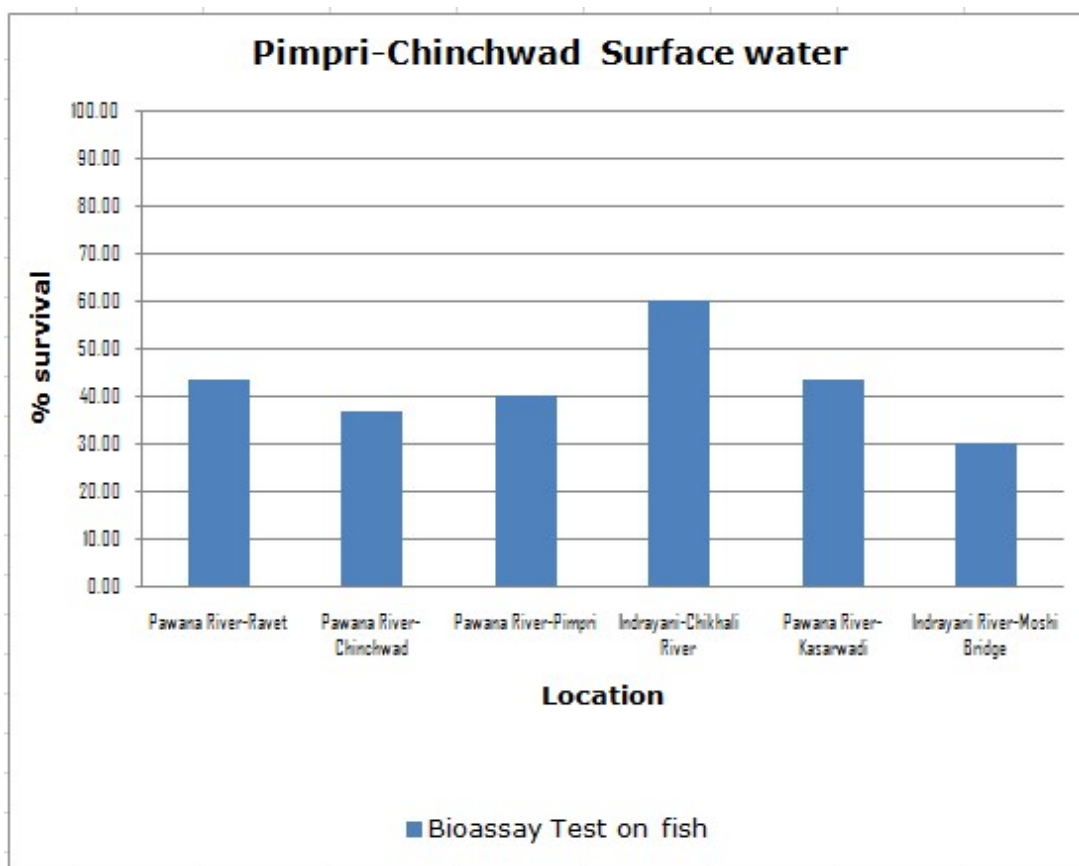 Pimpri-Chinchwad Surface water
100.00
90.00
80.00
70.00
60.00
50.00
40.00
30.00
20.00
10.00
0.00
% survival
Pawana River-Ravet
Pawana River-
Chinchwad
Pawana River-Pimpri
Indrayani-Chikhali
River
Pawana River-
Kasarwadi
Indrayani River-Moshi
Bridge
Location
Bioassay Test on fish